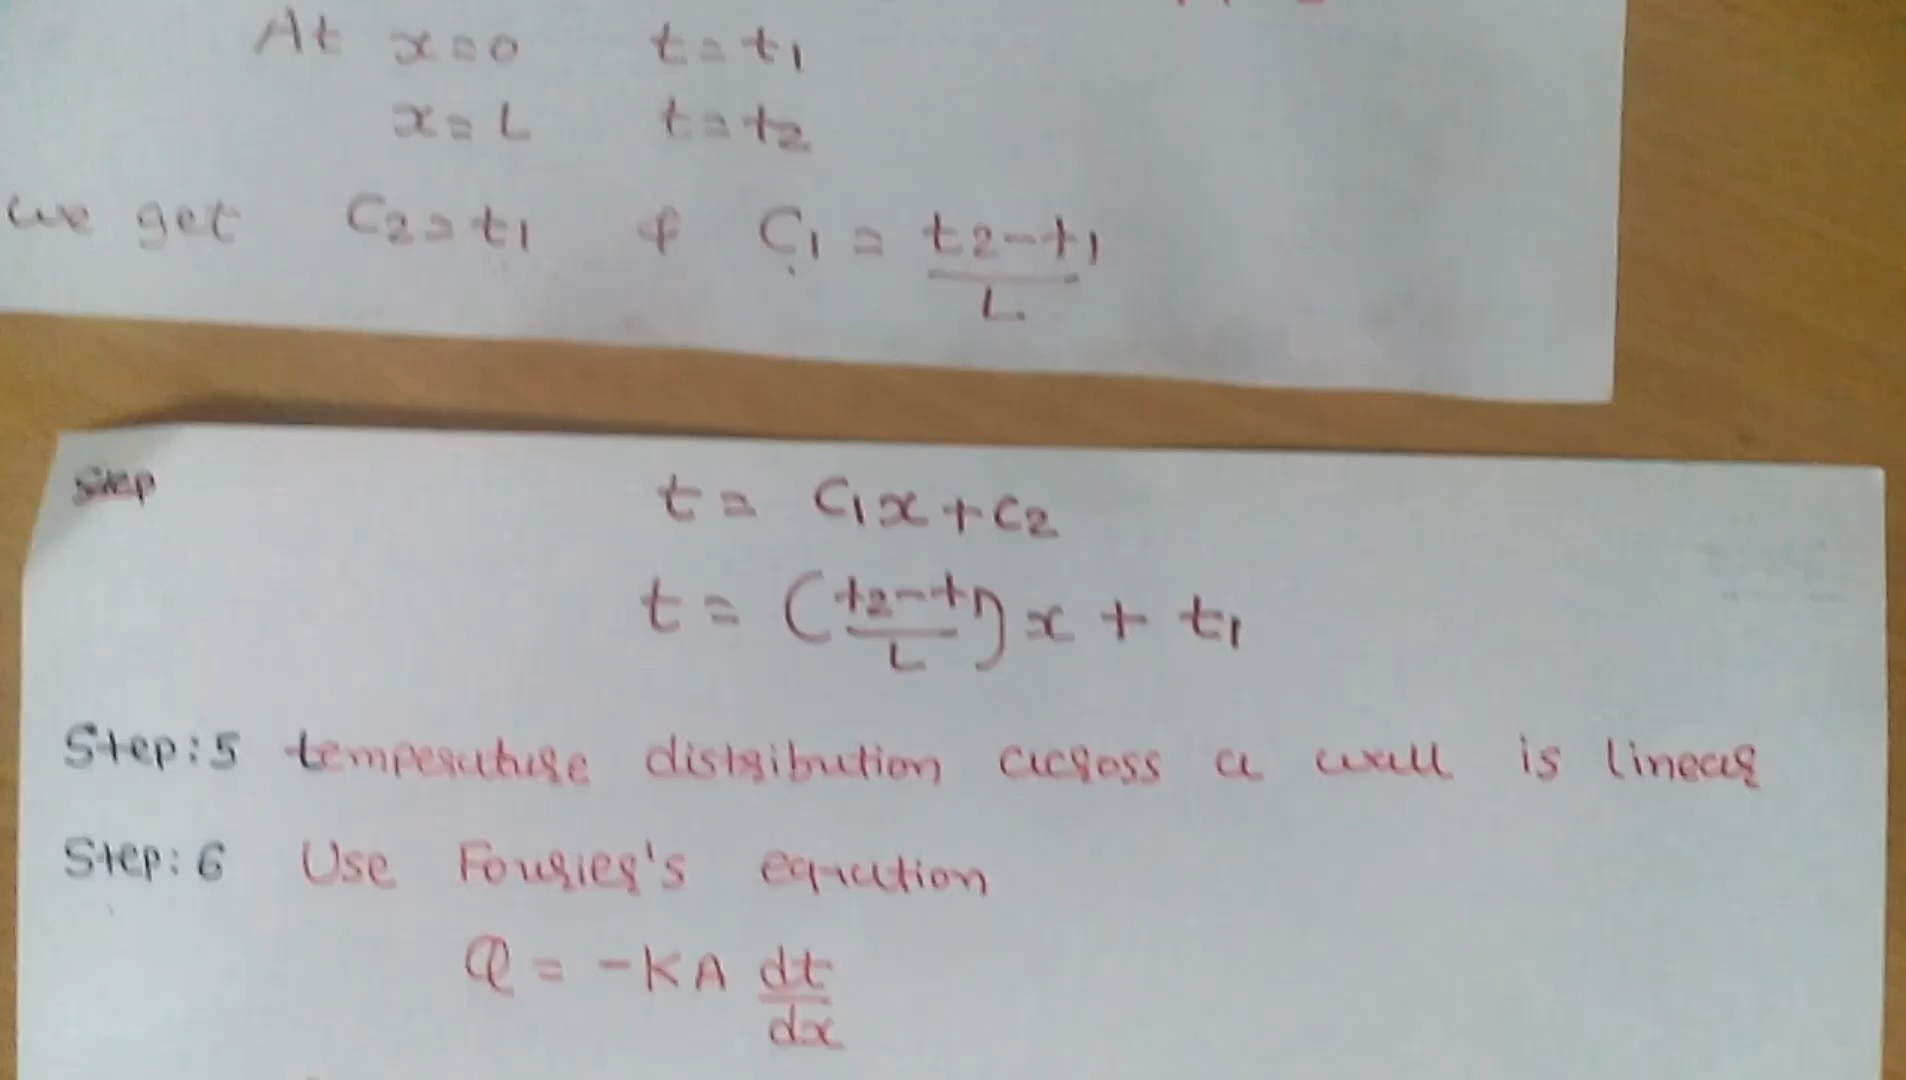 At x=0 t=t1
x=L t=t2
we get C2=t1 & C1 = t2-t1
L
Step
t= C1x+C2
t= (t2-t1/L) x + t1
Step:5 temperature distribution across a wall is linear
Step:6 Use Fourier's equation
Q = -KA dt
dx